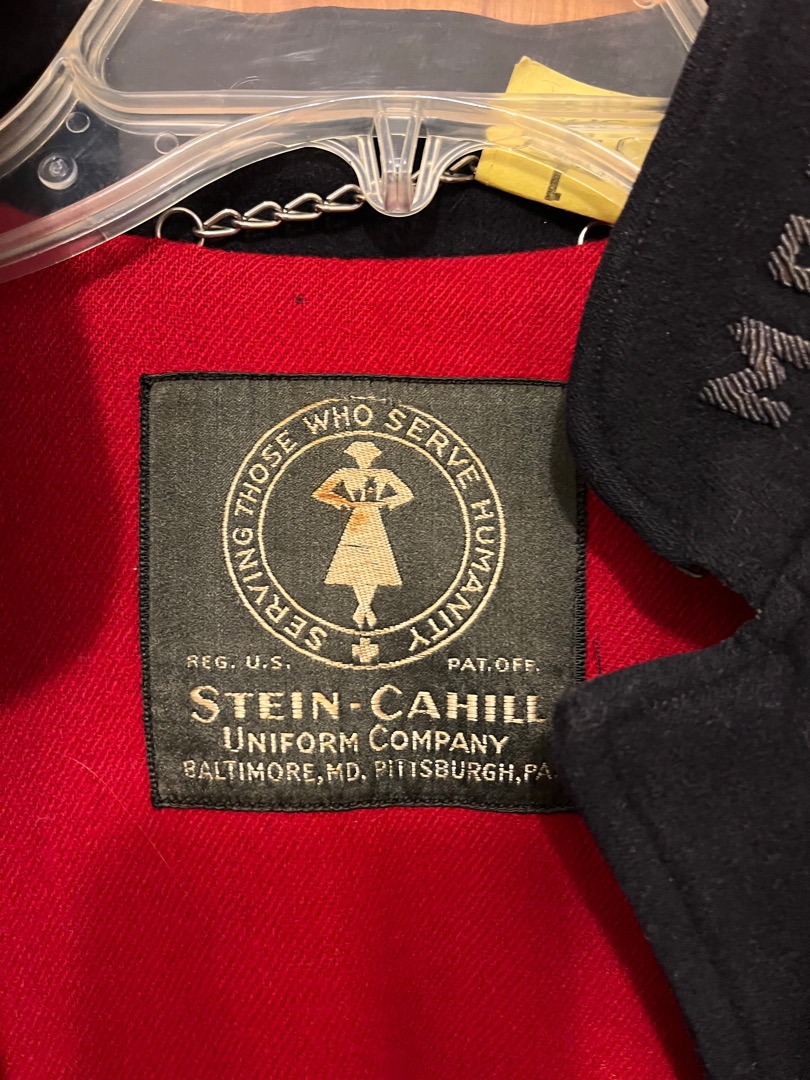 SERVING THOSE WHO SERVE HUMANITY
REG. U.S. PAT. OFF.
STEIN-CAHILL
UNIFORM COMPANY
BALTIMORE, MD. PITTSBURGH, PA.
M